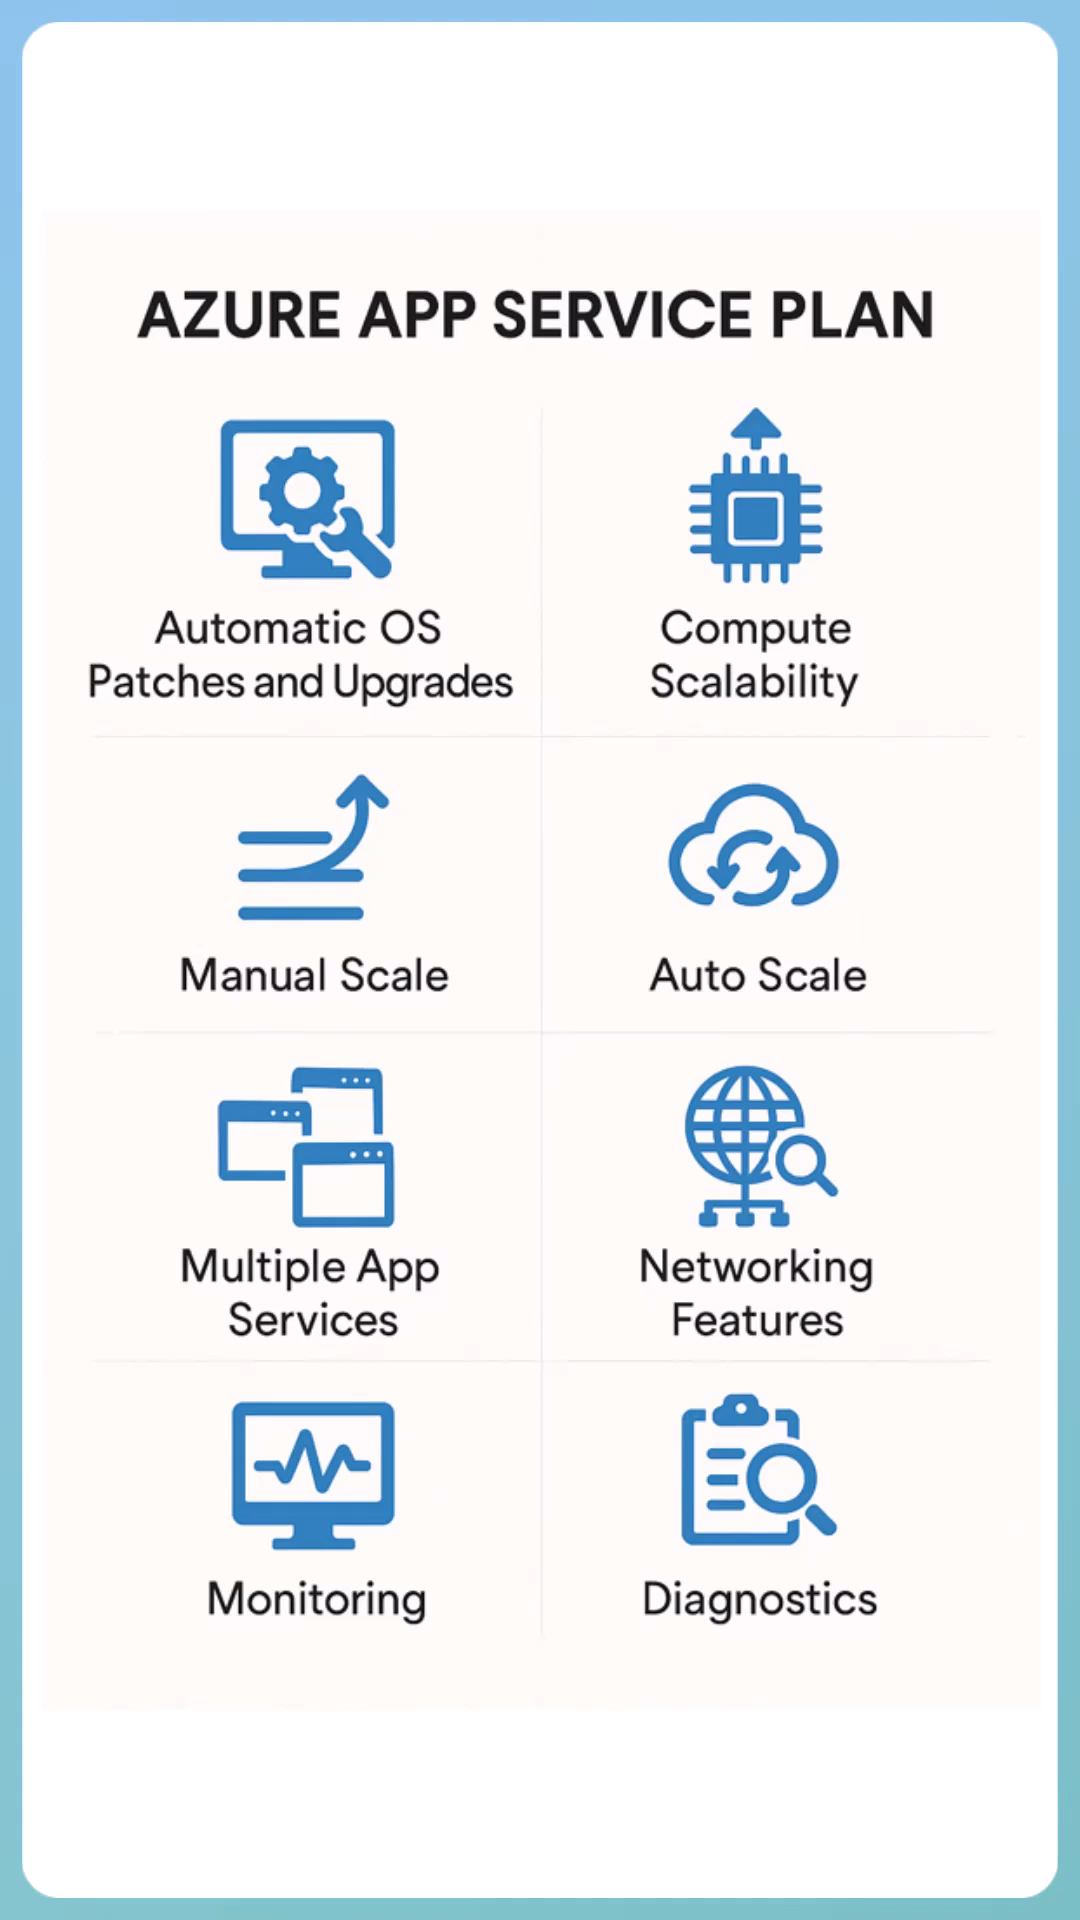 AZURE APP SERVICE PLAN
Automatic OS
Patches and Upgrades
Compute
Scalability
Manual Scale
Auto Scale
Multiple App
Services
Networking
Features
Monitoring
Diagnostics